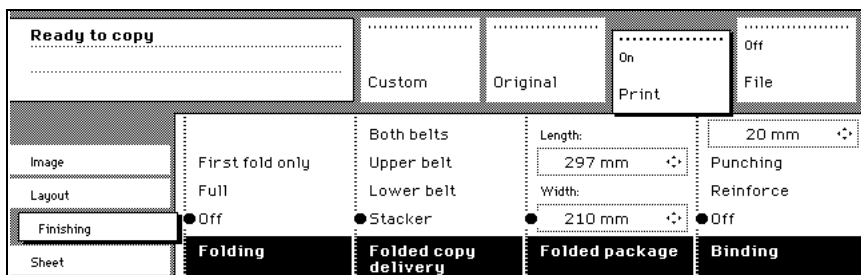 Ready to copy
Custom
Original
On
Print
Off
File
Image
Layout
Finishing
Sheet
First fold only
Full
Off
Folding
Both belts
Upper belt
Lower belt
Stacker
Folded copy
delivery
Length:
297 mm
Width:
210 mm
Folded package
20 mm
Punching
Reinforce
Off
Binding